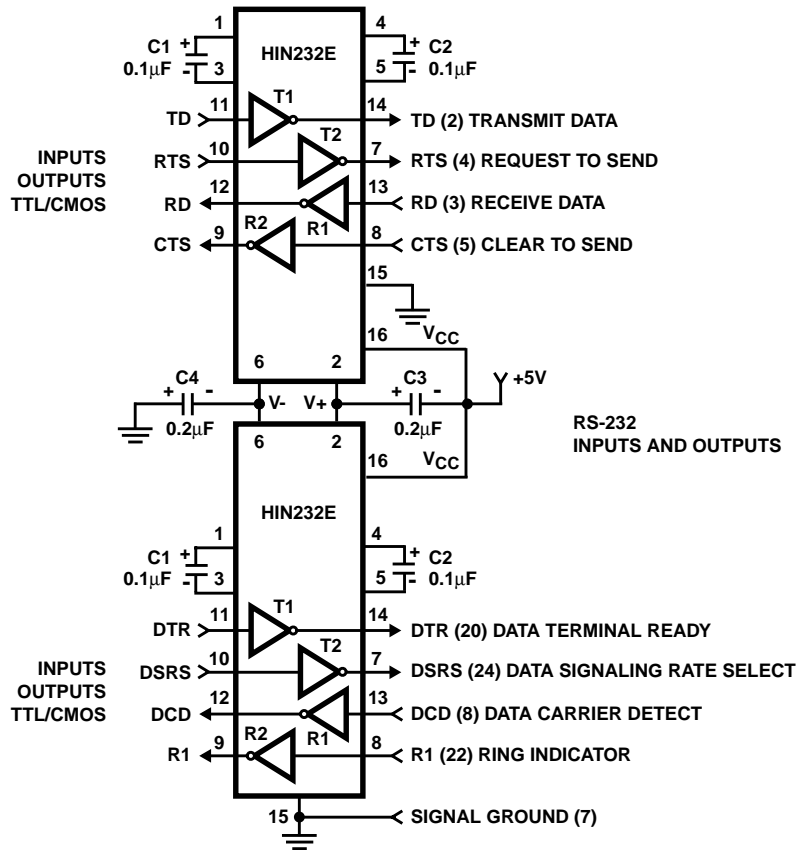 1
4
C1 + HIN232E + C2
0.1μF - - 0.1μF
3
5
T1
11
14
TD
TD (2) TRANSMIT DATA
T2
10
7
INPUTS
OUTPUTS
TTL/CMOS
RTS
RTS (4) REQUEST TO SEND
12
13
RD
RD (3) RECEIVE DATA
R2
R1
9
8
CTS
CTS (5) CLEAR TO SEND
15
16
VCC
6
2
C4
C3
+5V
+ -
V-
V+
+ -
0.2μF
0.2μF
RS-232
INPUTS AND OUTPUTS
6
2
16
VCC
HIN232E
1
4
C1 +
+ C2
0.1μF -
- 0.1μF
3
5
T1
11
14
DTR
DTR (20) DATA TERMINAL READY
T2
10
7
INPUTS
OUTPUTS
TTL/CMOS
DSRS
DSRS (24) DATA SIGNALING RATE SELECT
12
13
DCD
DCD (8) DATA CARRIER DETECT
R2
R1
9
8
R1
R1 (22) RING INDICATOR
15
SIGNAL GROUND (7)